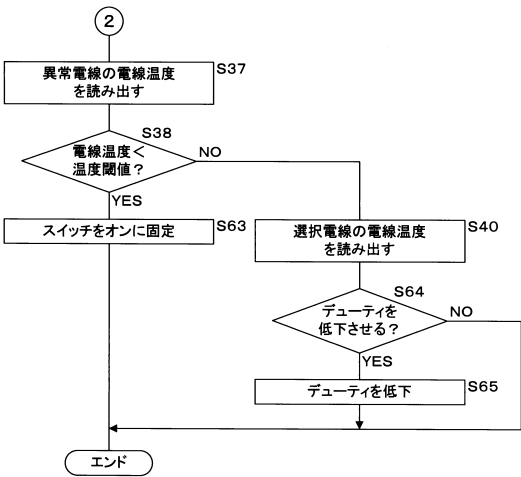 2
異常電線の電線温度
を読み出す
S37
S38
電線温度<
温度閾値？
NO
YES
スイッチをオンに固定
S63
選択電線の電線温度
を読み出す
S40
S64
デューティを
低下させる？
NO
YES
デューティを低下
S65
エンド